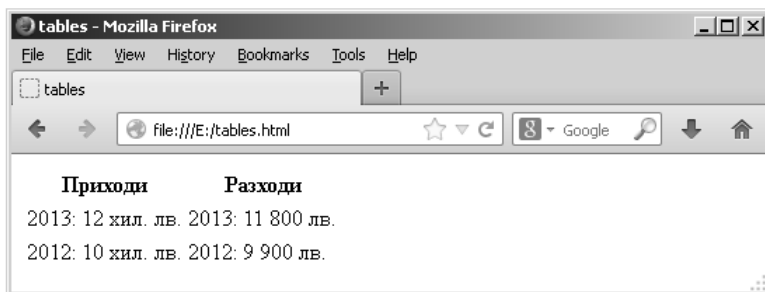 tables - Mozilla Firefox
File Edit View History Bookmarks Tools Help
tables
file:///E:/tables.html Google
Приходи Разходи
2013: 12 хил. лв. 2013: 11 800 лв.
2012: 10 хил. лв. 2012: 9 900 лв.